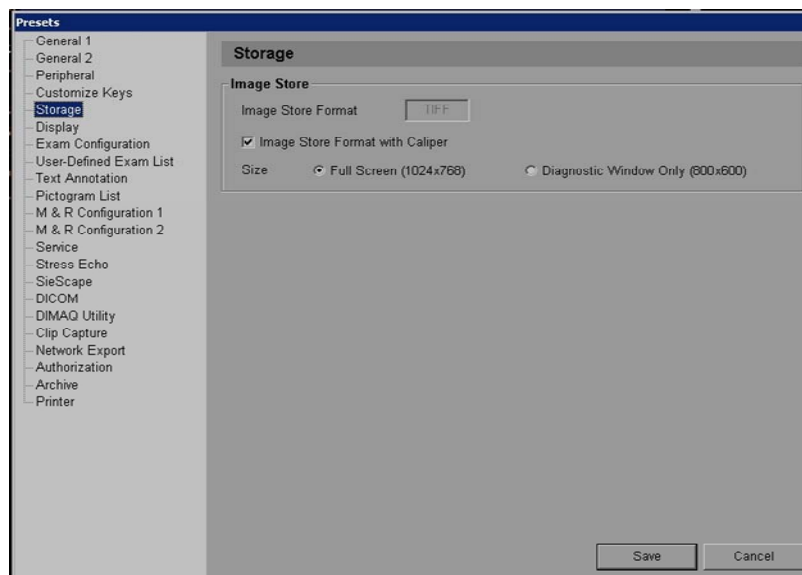 Presets
General 1
General 2
Peripheral
Customize Keys
Storage
Display
Exam Configuration
User-Defined Exam List
Text Annotation
Pictogram List
M & R Configuration 1
M & R Configuration 2
Service
Stress Echo
SieScape
DICOM
DIMAQ Utility
Clip Capture
Network Export
Authorization
Archive
Printer
Storage
Image Store
Image Store Format TIFF
Image Store Format with Caliper
Size Full Screen (1024x768) Diagnostic Window Only (800x600)
Save Cancel